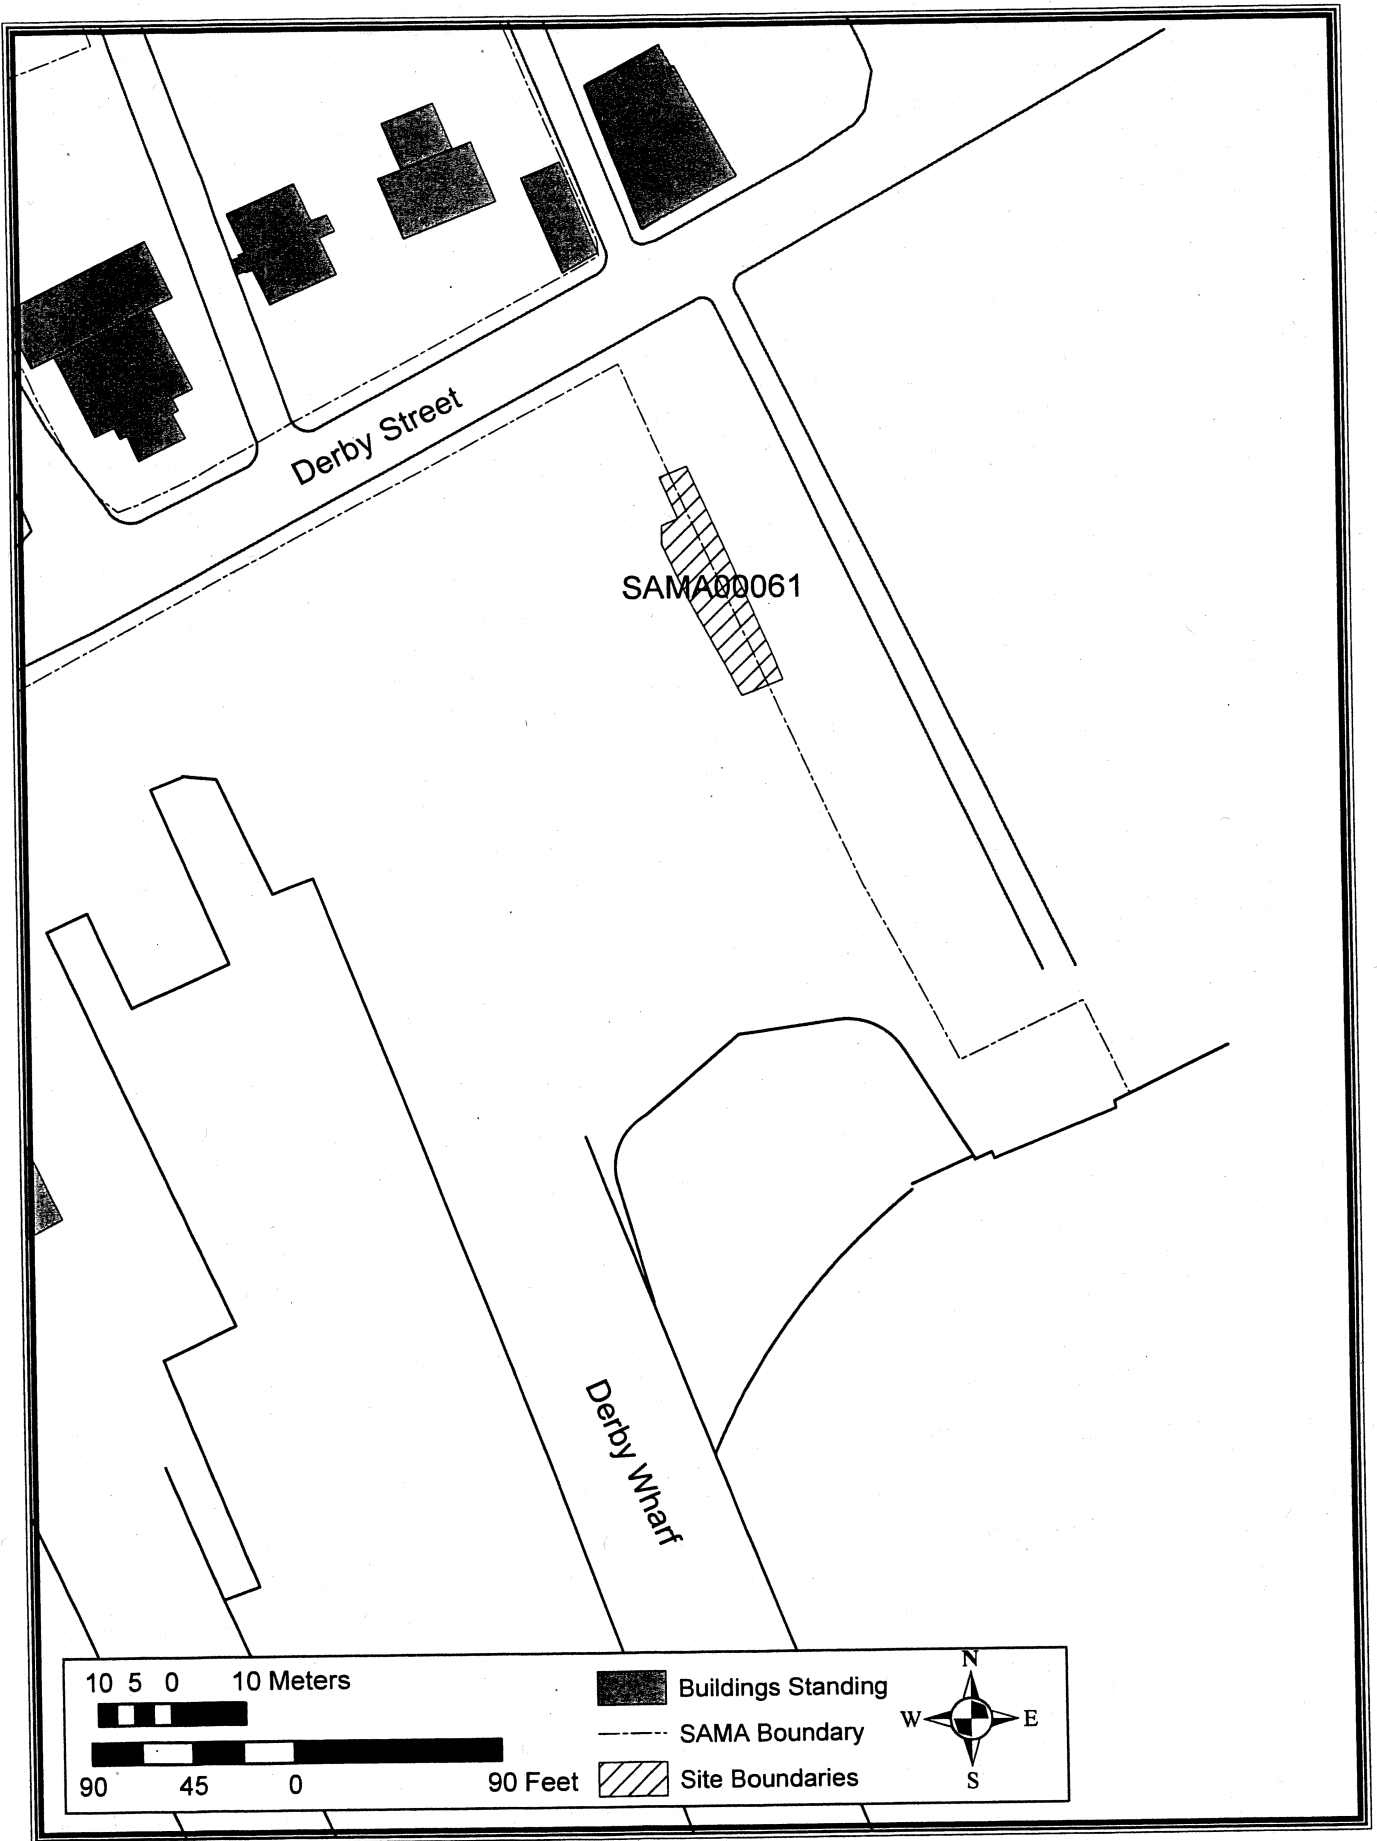 Derby Street
SAMA00061
Derby Wharf
10 5 0 10 Meters
90 45 0 90 Feet
Buildings Standing
SAMA Boundary
Site Boundaries
N
W E
S